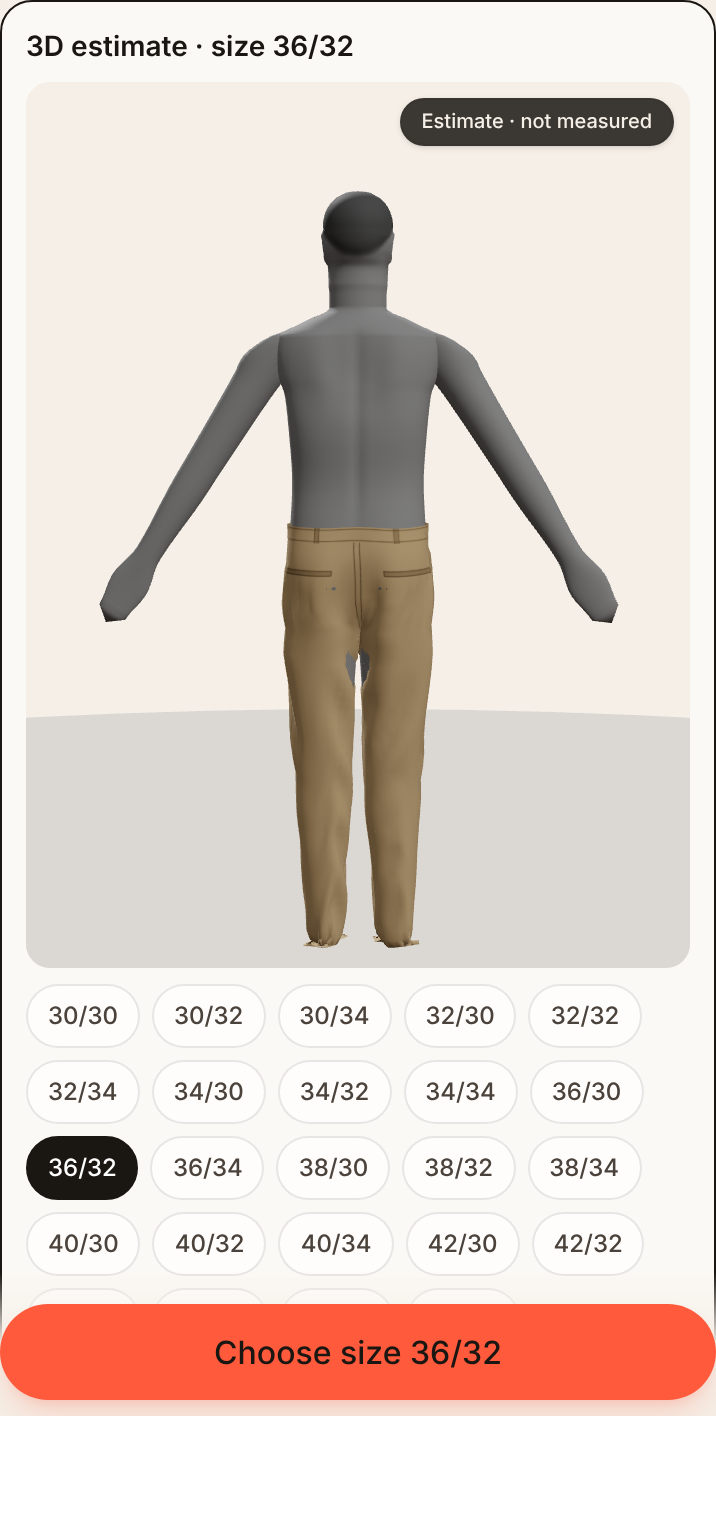 3D estimate · size 36/32
Estimate · not measured
30/30 30/32 30/34 32/30 32/32
32/34 34/30 34/32 34/34 36/30
36/32 36/34 38/30 38/32 38/34
40/30 40/32 40/34 42/30 42/32
Choose size 36/32